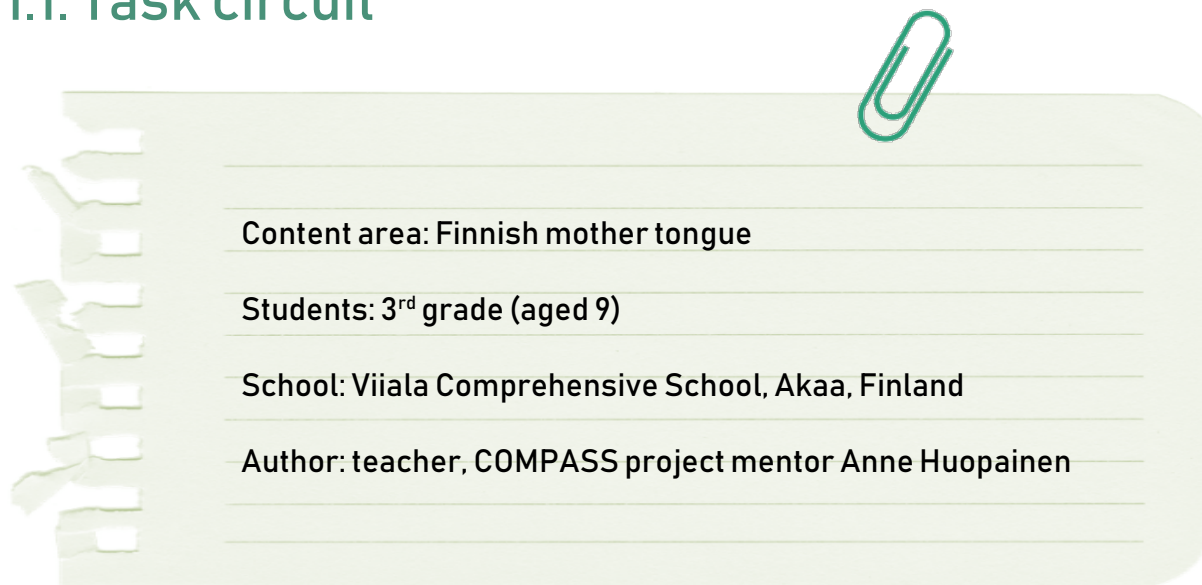 1.1. Task circuit
Content area: Finnish mother tongue
Students: 3rd grade (aged 9)
School: Viiala Comprehensive School, Akaa, Finland
Author: teacher, COMPASS project mentor Anne Huopainen